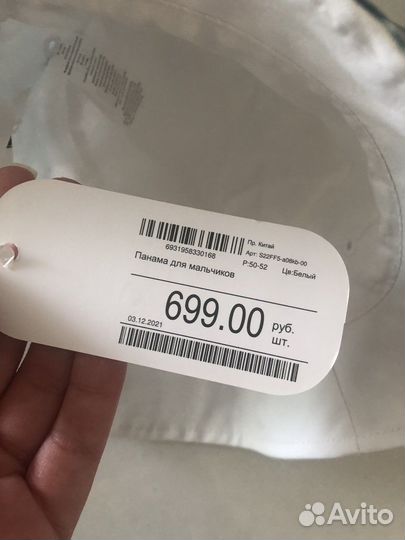 Пр. Китай
6931958330168
Арт: S22FF5-a08kb-00
Р:50-52 Цв:Белый
Панама для мальчиков
699.00 руб.
шт.
03.12.2021
Avito